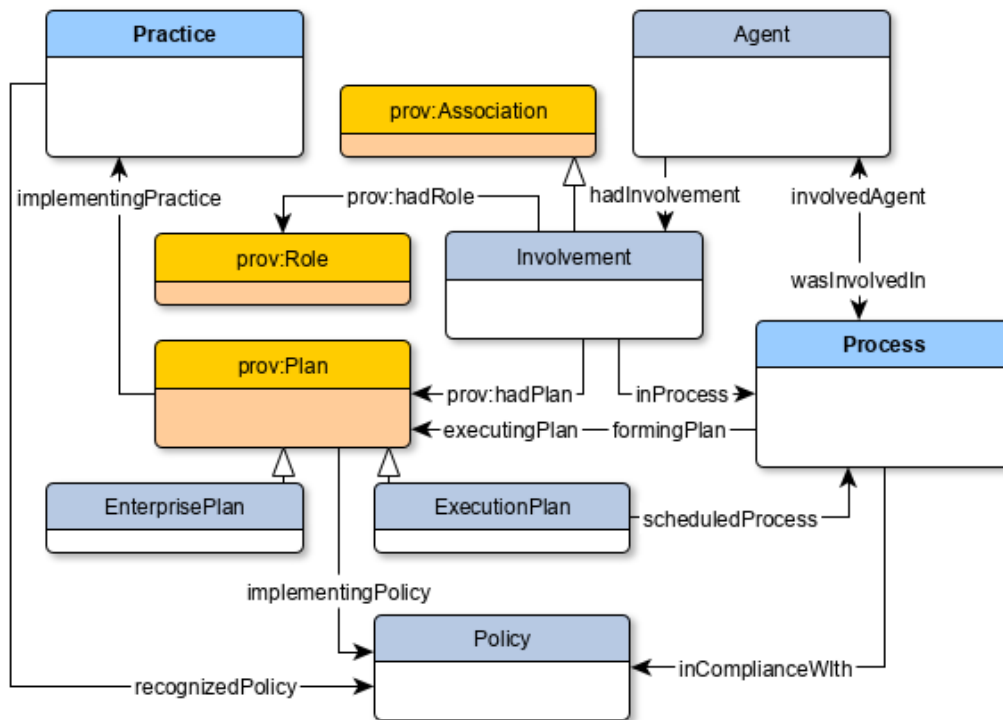 Practice
Agent
prov:Association
implementingPractice
prov:hadRole
hadInvolvement
involvedAgent
prov:Role
Involvement
wasInvolvedIn
Process
prov:Plan
prov:hadPlan
inProcess
executingPlan
formingPlan
EnterprisePlan
ExecutionPlan
scheduledProcess
implementingPolicy
Policy
recognizedPolicy
inComplianceWIth